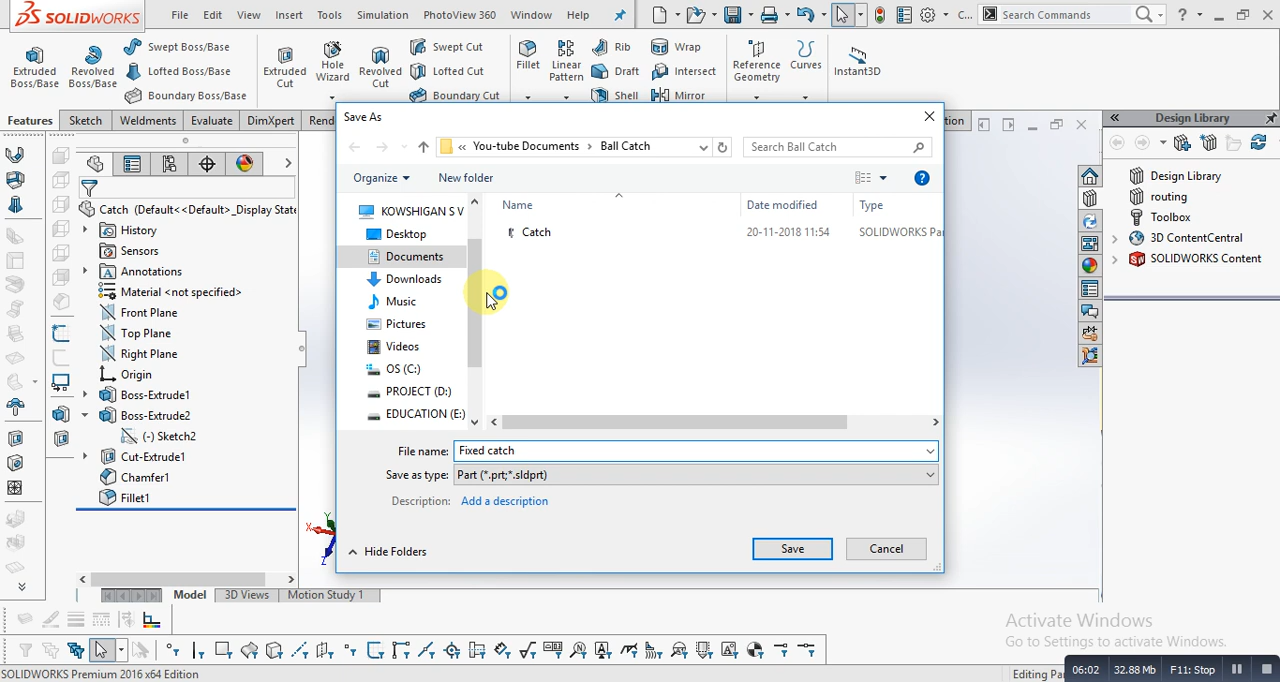 SOLIDWORKS
File Edit View Insert Tools Simulation PhotoView 360 Window Help
C...
Search Commands
Extruded Boss/Base
Revolved Boss/Base
Swept Boss/Base
Lofted Boss/Base
Boundary Boss/Base
Extruded Cut
Hole Wizard
Revolved Cut
Swept Cut
Lofted Cut
Boundary Cut
Fillet
Linear Pattern
Rib
Draft
Shell
Wrap
Intersect
Mirror
Reference Geometry
Curves
Instant3D
Features Sketch Weldments Evaluate DimXpert Rend
tion
Save As
You-tube Documents
Ball Catch
Search Ball Catch
Organize
New folder
KOWSHIGAN S V
Desktop
Documents
Downloads
Music
Pictures
Videos
OS (C:)
PROJECT (D:)
EDUCATION (E:)
Name Date modified Type
Catch 20-11-2018 11:54 SOLIDWORKS Pa
File name: Fixed catch
Save as type: Part (*.prt;*.sldprt)
Description: Add a description
Hide Folders
Save
Cancel
Catch (Default<<Default>_Display State
History
Sensors
Annotations
Material <not specified>
Front Plane
Top Plane
Right Plane
Origin
Boss-Extrude1
Boss-Extrude2
(-) Sketch2
Cut-Extrude1
Chamfer1
Fillet1
X
Y
Z
Design Library
Design Library
routing
Toolbox
3D ContentCentral
SOLIDWORKS Content
Model 3D Views Motion Study 1
Activate Windows
Go to Settings to activate Windows.
SOLIDWORKS Premium 2016 x64 Edition
Editing Pa
06:02 32.88 Mb F11: Stop